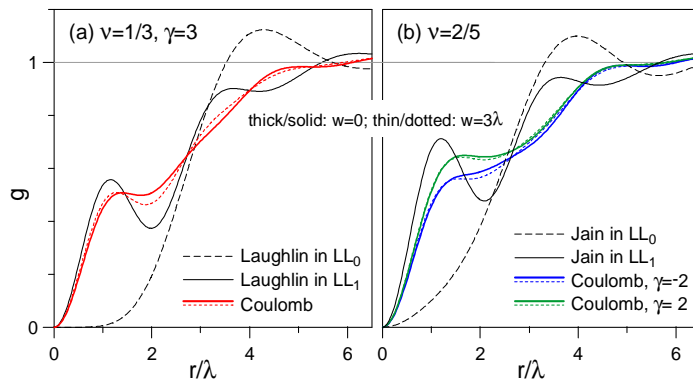 (a) ν=1/3, γ=3
(b) ν=2/5
1
g
0
thick/solid: w=0; thin/dotted: w=3λ
Laughlin in LL₀
Laughlin in LL₁
Coulomb
Jain in LL₀
Jain in LL₁
Coulomb, γ=-2
Coulomb, γ= 2
0 2 4 6 0 2 4 6
r/λ r/λ